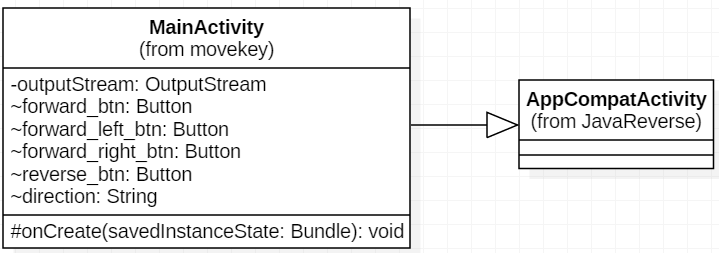 MainActivity
(from movekey)
-outputStream: OutputStream
~forward_btn: Button
~forward_left_btn: Button
~forward_right_btn: Button
~reverse_btn: Button
~direction: String
#onCreate(savedInstanceState: Bundle): void
AppCompatActivity
(from JavaReverse)